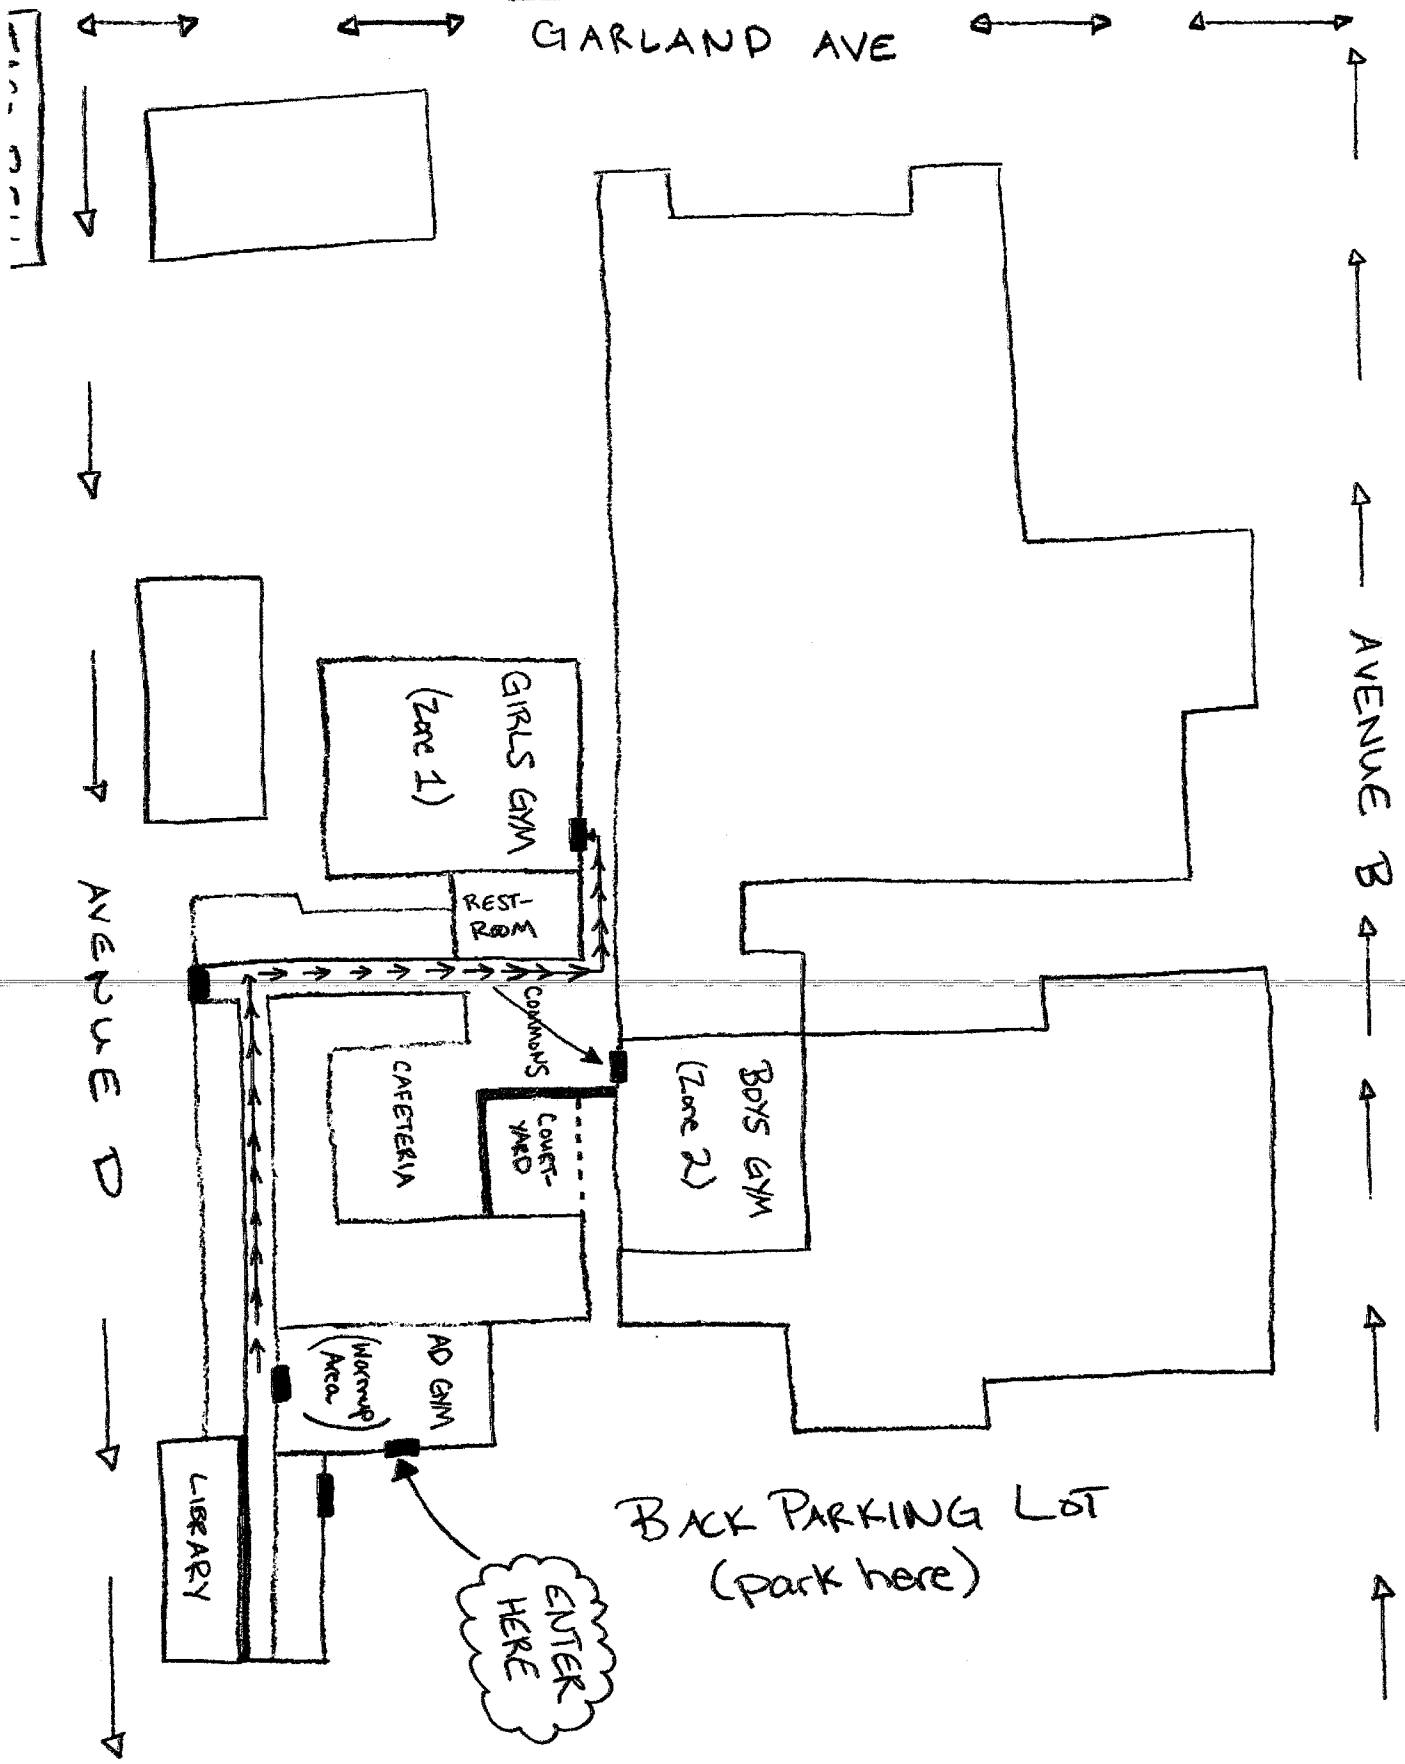 GARLAND AVE
AVENUE B
GIRLS GYM
(Zone 1)
REST-
ROOM
AVENUE D
COMMONS
BOYS GYM
(Zone 2)
CAFETERIA
COURT-
YARD
AD GYM
(Warmup
Area)
LIBRARY
BACK PARKING LOT
(park here)
ENTER
HERE